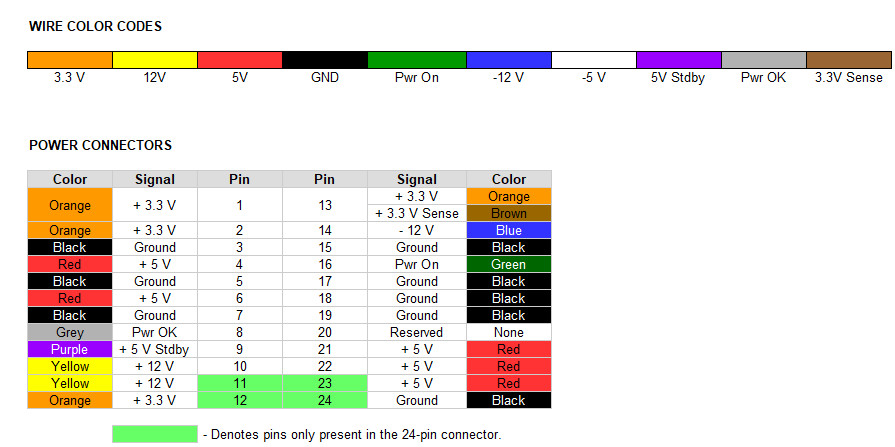 WIRE COLOR CODES
3.3 V 12V 5V GND Pwr On -12 V -5 V 5V Stdby Pwr OK 3.3V Sense
POWER CONNECTORS
Color Signal Pin Pin Signal Color
Orange + 3.3 V 1 13 + 3.3 V Orange
+ 3.3 V Sense Brown
Orange + 3.3 V 2 14 - 12 V Blue
Black Ground 3 15 Ground Black
Red + 5 V 4 16 Pwr On Green
Black Ground 5 17 Ground Black
Red + 5 V 6 18 Ground Black
Black Ground 7 19 Ground Black
Grey Pwr OK 8 20 Reserved None
Purple + 5 V Stdby 9 21 + 5 V Red
Yellow + 12 V 10 22 + 5 V Red
Yellow + 12 V 11 23 + 5 V Red
Orange + 3.3 V 12 24 Ground Black
- Denotes pins only present in the 24-pin connector.